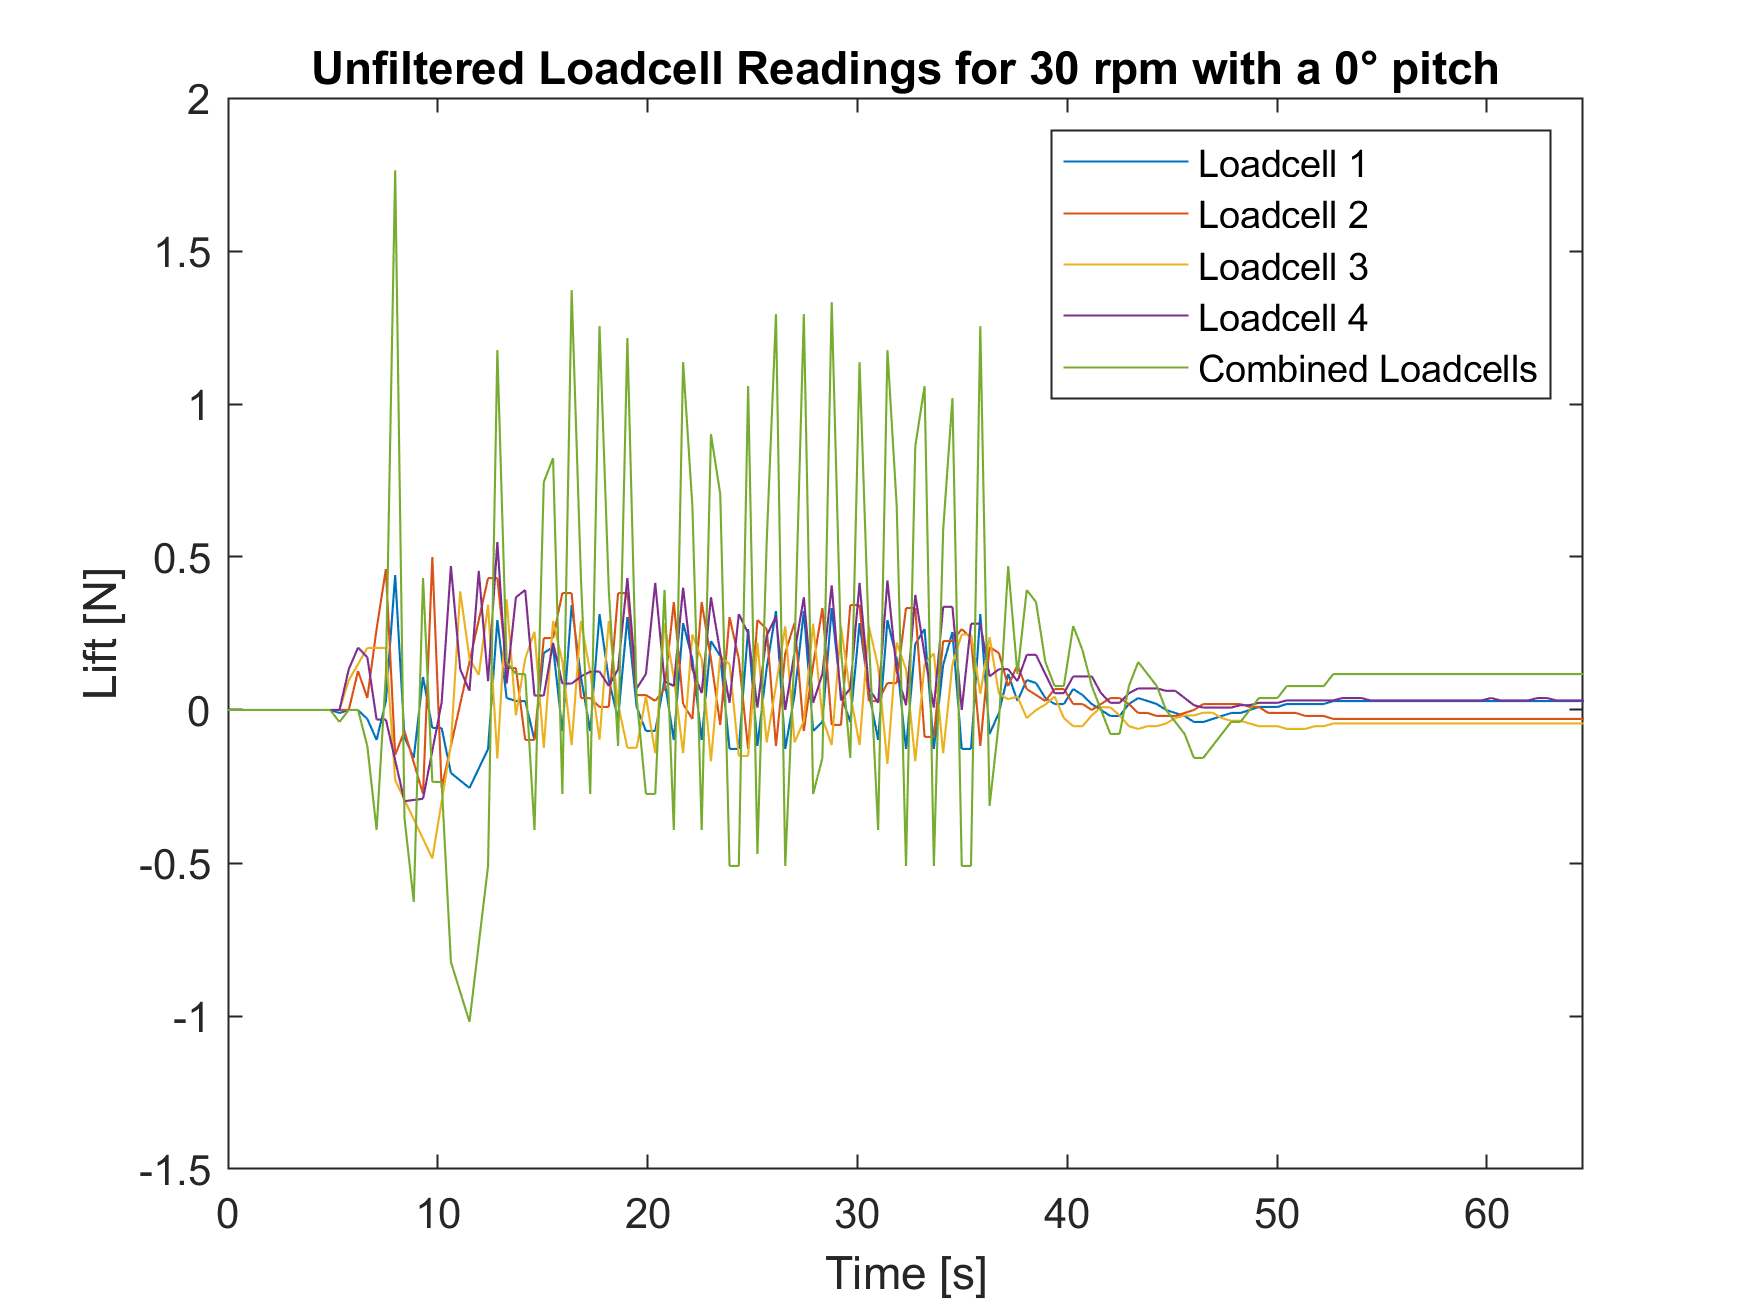 Unfiltered Loadcell Readings for 30 rpm with a 0° pitch
2
1.5
1
0.5
0
-0.5
-1
-1.5
Lift [N]
Loadcell 1
Loadcell 2
Loadcell 3
Loadcell 4
Combined Loadcells
0 10 20 30 40 50 60
Time [s]